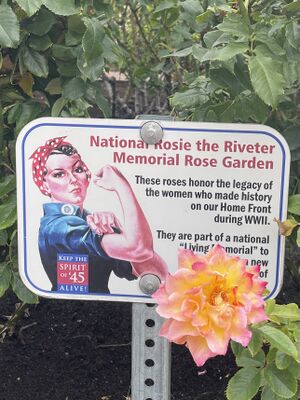 National Rosie the Riveter
Memorial Rose Garden
These roses honor the legacy of
the women who made history
on our Home Front
during WWII.
They are part of a national
"Living Memorial" to
new
of
KEEP THE
SPIRIT
OF '45
ALIVE!